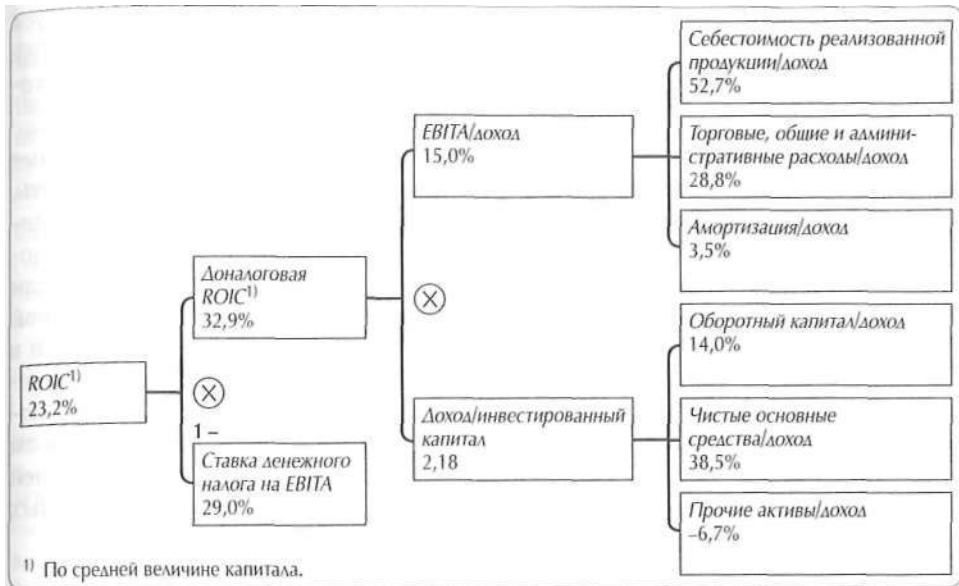 Себестоимость реализованной
продукции/доход
52,7%
EBITA/доход
15,0%
Торговые, общие и админи-
стративные расходы/доход
28,8%
Амортизация/доход
3,5%
Доналоговая
ROIC¹⁾
32,9%
ROIC¹⁾
23,2%
1 –
Ставка денежного
налога на EBITA
29,0%
Оборотный капитал/доход
14,0%
Доход/инвестированный
капитал
2,18
Чистые основные
средства/доход
38,5%
Прочие активы/доход
–6,7%
¹⁾ По средней величине капитала.